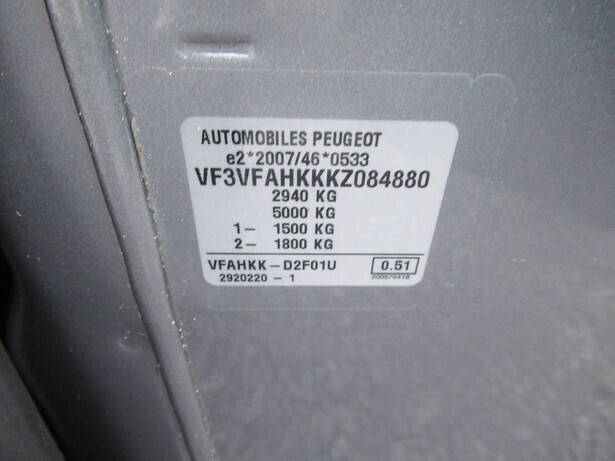 AUTOMOBILES PEUGEOT
e2*2007/46*0533
VF3VFAHKKKZ084880
2940 KG
5000 KG
1- 1500 KG
2- 1800 KG
VFAHKK-D2F01U 0.51
2920220 - 1